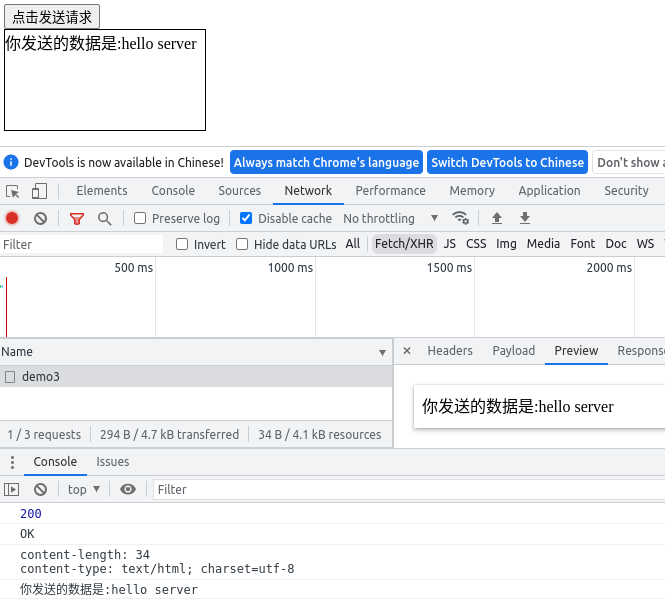 点击发送请求
你发送的数据是:hello server
DevTools is now available in Chinese! Always match Chrome's language Switch DevTools to Chinese Don't show a
Elements Console Sources Network Performance Memory Application Security
Preserve log Disable cache No throttling
Filter Invert Hide data URLs All Fetch/XHR JS CSS Img Media Font Doc WS
500 ms 1000 ms 1500 ms 2000 ms
Name Headers Payload Preview Respons
demo3
你发送的数据是:hello server
1 / 3 requests 294 B / 4.7 kB transferred 34 B / 4.1 kB resources
Console Issues
top Filter
200
OK
content-length: 34
content-type: text/html; charset=utf-8
你发送的数据是:hello server